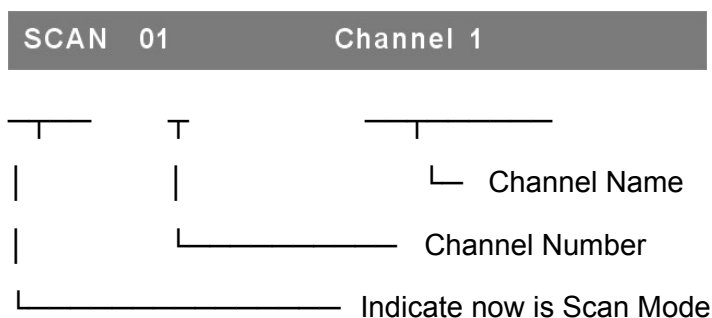 SCAN 01 Channel 1
Channel Name
Channel Number
Indicate now is Scan Mode